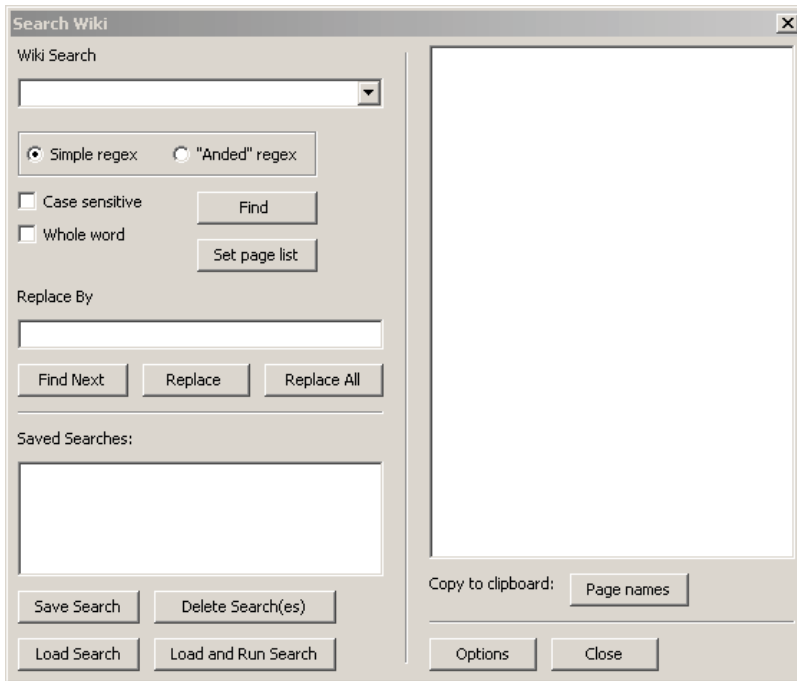 Search Wiki
Wiki Search
Simple regex
"Anded" regex
Case sensitive
Find
Whole word
Set page list
Replace By
Find Next
Replace
Replace All
Saved Searches:
Save Search
Delete Search(es)
Load Search
Load and Run Search
Copy to clipboard:
Page names
Options
Close